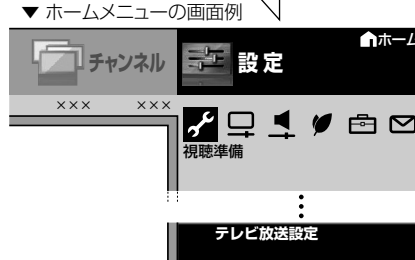 ▼ ホームメニューの画面例
ホーム
チャンネル
設定
××× ×××
視聴準備
テレビ放送設定